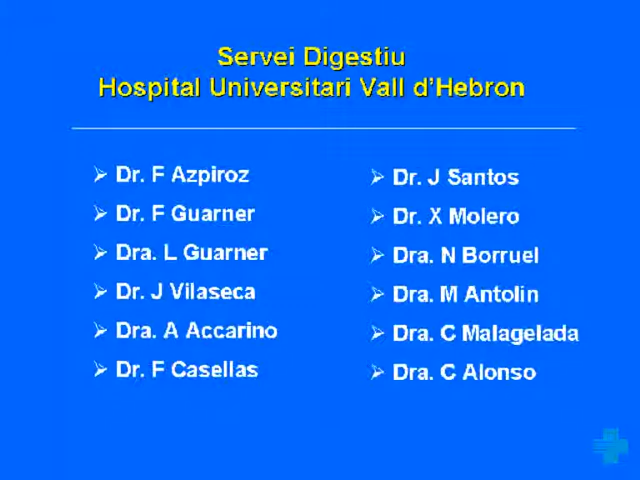 Servei Digestiu
Hospital Universitari Vall d'Hebron
Dr. F Azpiroz
Dr. F Guarner
Dra. L Guarner
Dr. J Vilaseca
Dra. A Accarino
Dr. F Casellas
Dr. J Santos
Dr. X Molero
Dra. N Borruel
Dra. M Antolin
Dra. C Malagelada
Dra. C Alonso